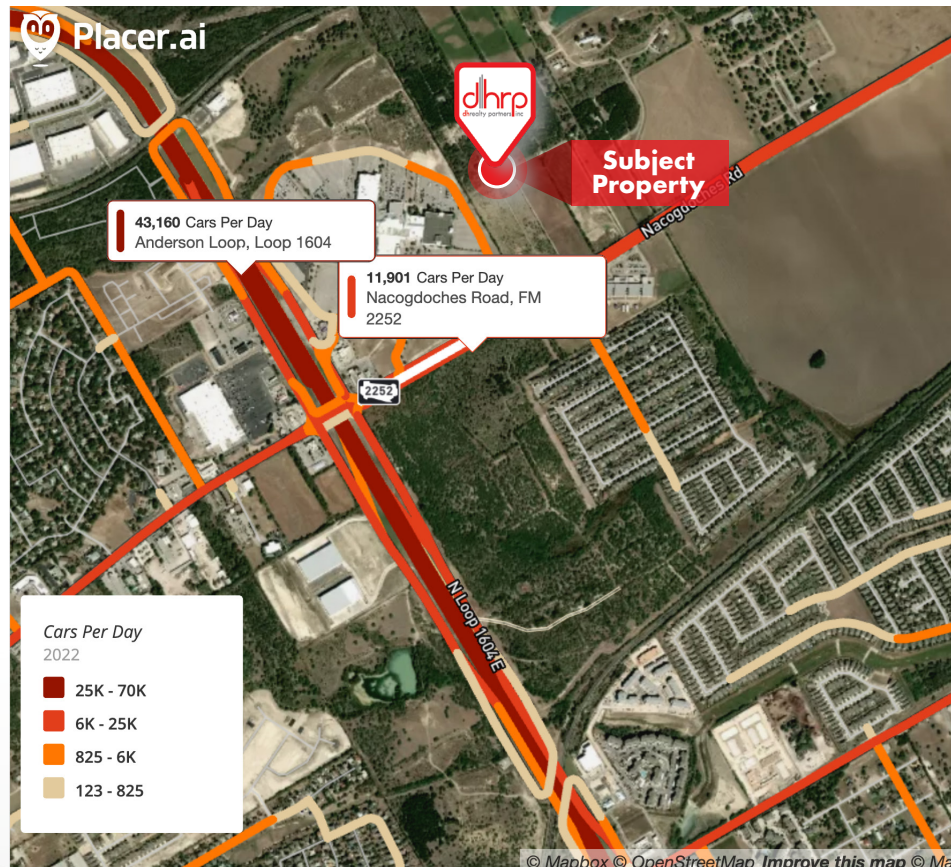 Placer.ai
dhrp
dhrealty partners inc
Subject
Property
Nacogdoches Rd
43,160 Cars Per Day
Anderson Loop, Loop 1604
11,901 Cars Per Day
Nacogdoches Road, FM
2252
2252
N Loop 1604 E
Cars Per Day
2022
25K - 70K
6K - 25K
825 - 6K
123 - 825
© Mapbox © OpenStreetMap Improve this map © Ma